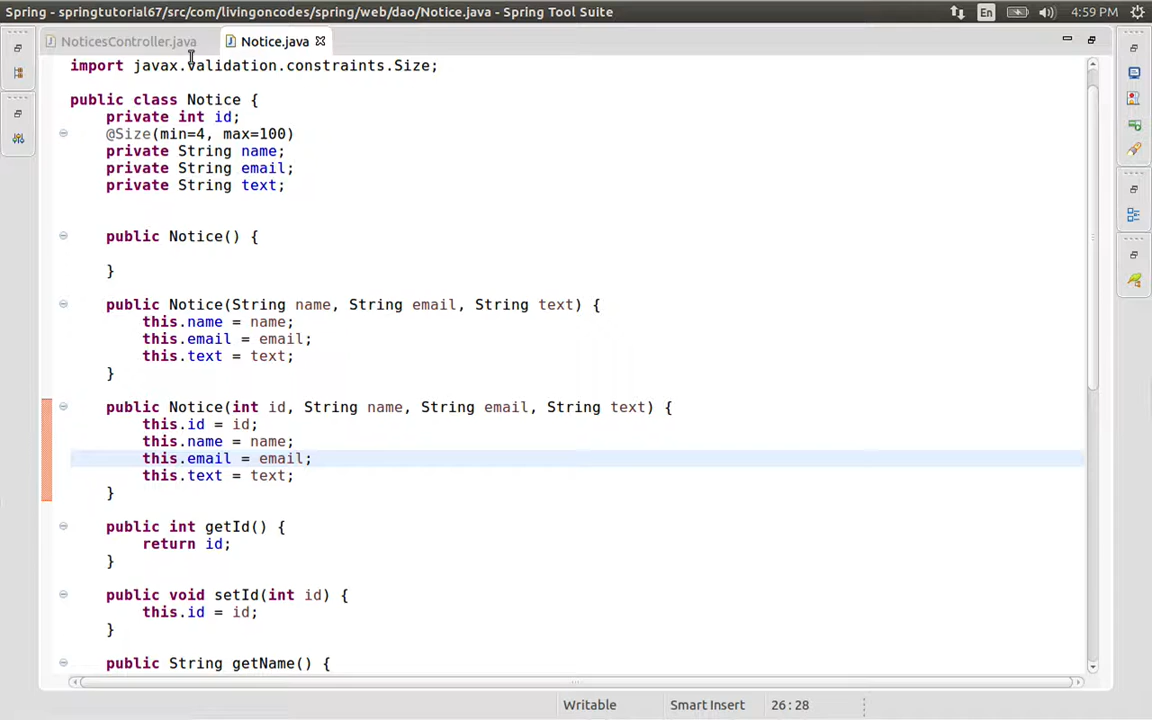 Spring - springtutorial67/src/com/livingoncodes/spring/web/dao/Notice.java - Spring Tool Suite
En
4:59 PM
NoticesController.java
Notice.java
import javax.validation.constraints.Size;
public class Notice {
private int id;
@Size(min=4, max=100)
private String name;
private String email;
private String text;
public Notice() {
}
public Notice(String name, String email, String text) {
this.name = name;
this.email = email;
this.text = text;
}
public Notice(int id, String name, String email, String text) {
this.id = id;
this.name = name;
this.email = email;
this.text = text;
}
public int getId() {
return id;
}
public void setId(int id) {
this.id = id;
}
public String getName() {
Writable
Smart Insert
26:28